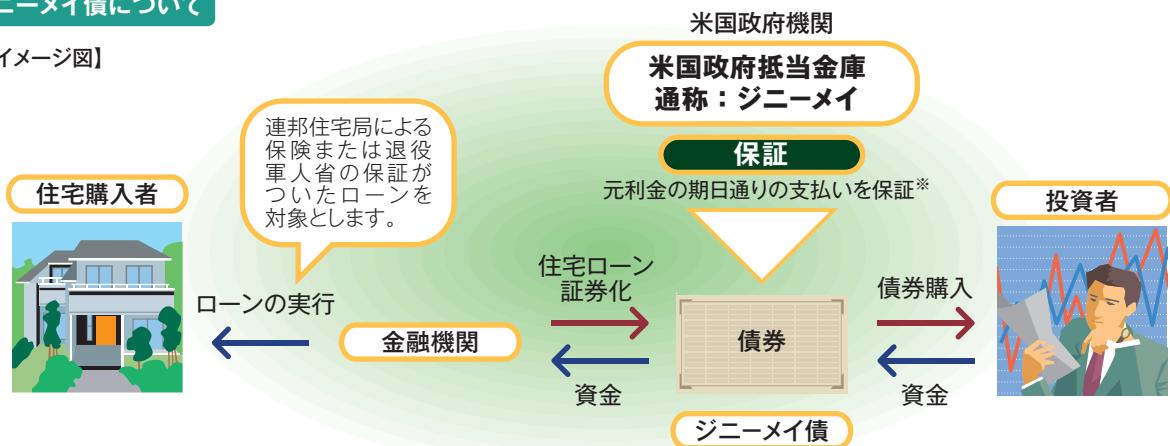 ニーメイ債について
イメージ図】
米国政府機関
米国政府抵当金庫
通称：ジニーメイ
保証
元利金の期日通りの支払いを保証※
連邦住宅局による
保険または退役
軍人省の保証が
ついたローンを
対象とします。
住宅購入者
投資者
ローンの実行
金融機関
住宅ローン
証券化
資金
債券
債券購入
資金
ジニーメイ債